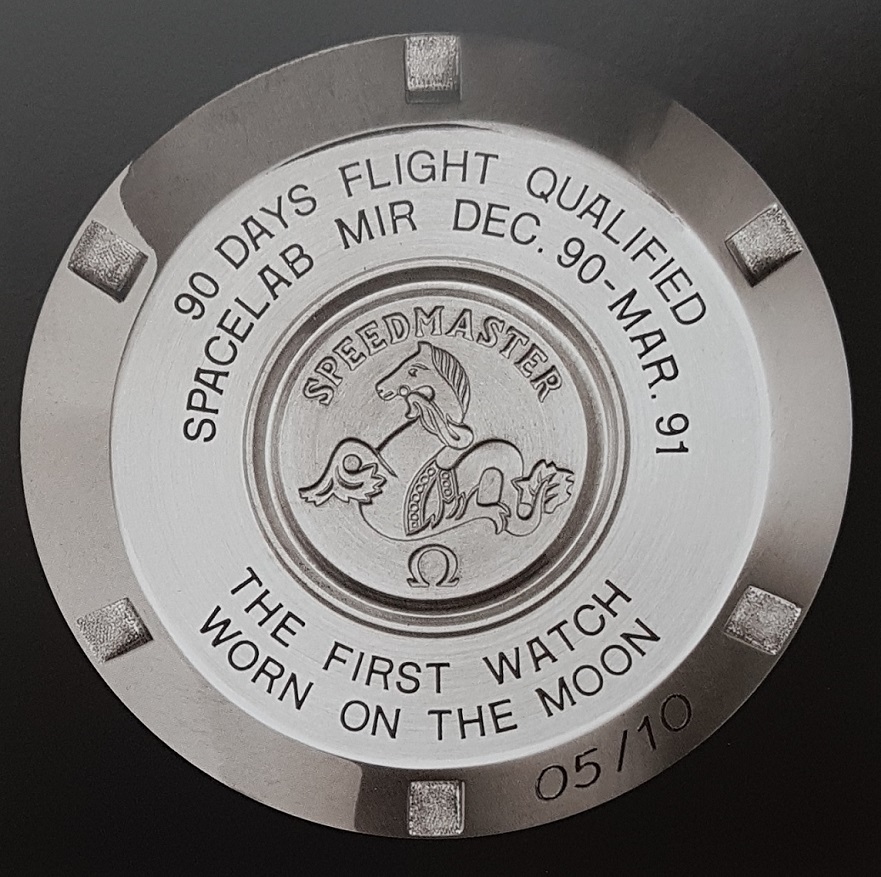 90 DAYS FLIGHT QUALIFIED
SPACELAB MIR DEC. 90-MAR. 91
SPEEDMASTER
Ω
THE FIRST WATCH
WORN ON THE MOON
05/10